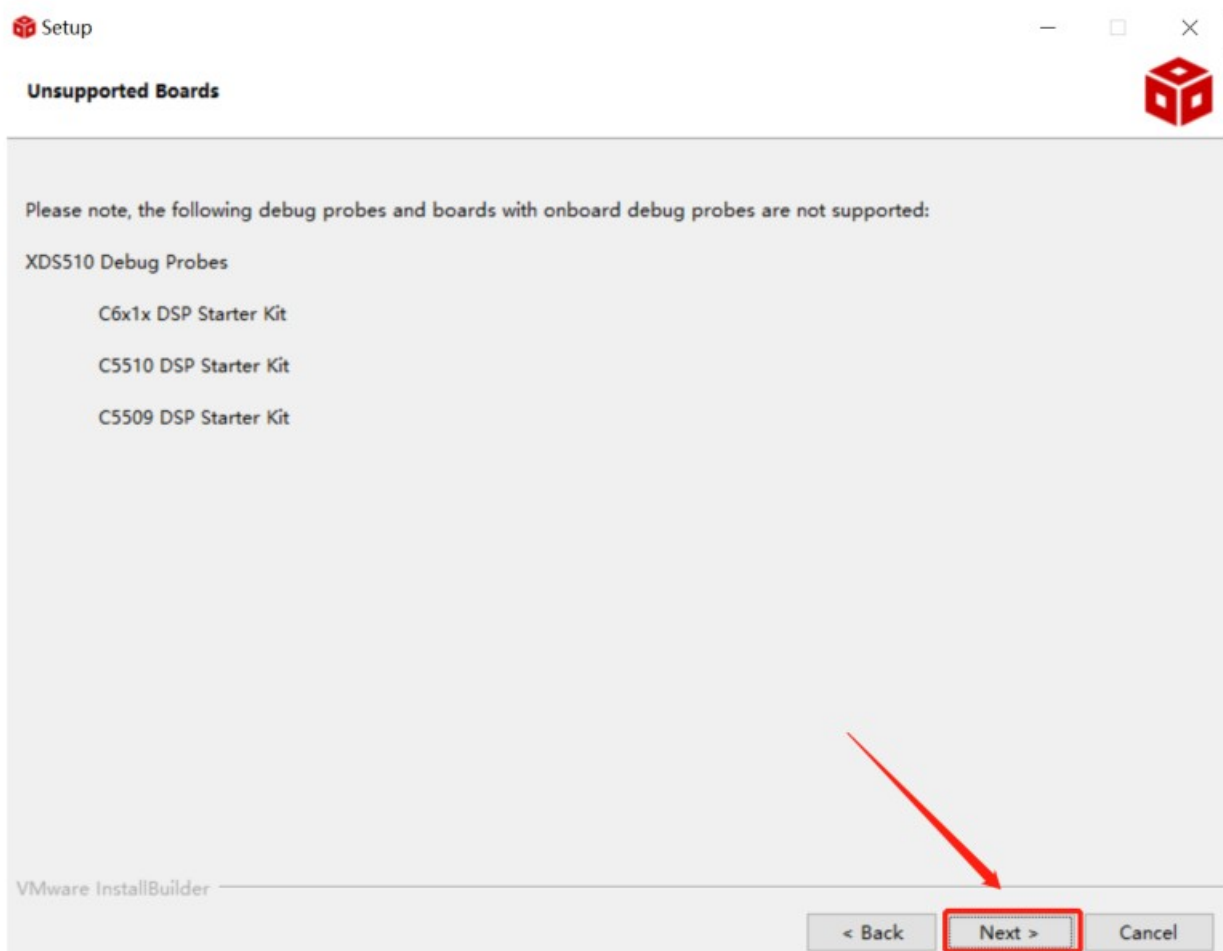 Setup
Unsupported Boards
Please note, the following debug probes and boards with onboard debug probes are not supported:
XDS510 Debug Probes
C6x1x DSP Starter Kit
C5510 DSP Starter Kit
C5509 DSP Starter Kit
VMware InstallBuilder
< Back Next > Cancel